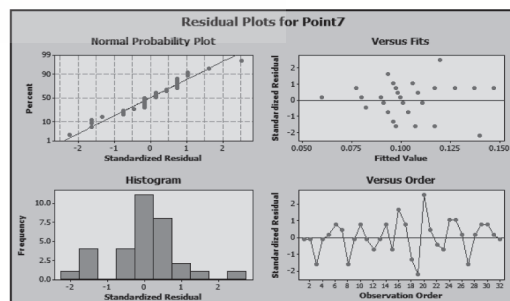 Residual Plots for Point7
Normal Probability Plot
Percent
99
90
50
10
1
-2
-1
0
1
2
Standardized Residual
Versus Fits
Standardized Residual
2
1
0
-1
-2
0.050
0.075
0.100
0.125
0.150
Fitted Value
Histogram
Frequency
10.0
7.5
5.0
2.5
0.0
-2
-1
0
1
2
Standardized Residual
Versus Order
Standardized Residual
2
1
0
-1
-2
2 4 6 8 10 12 14 16 18 20 22 24 26 28 30 32
Observation Order